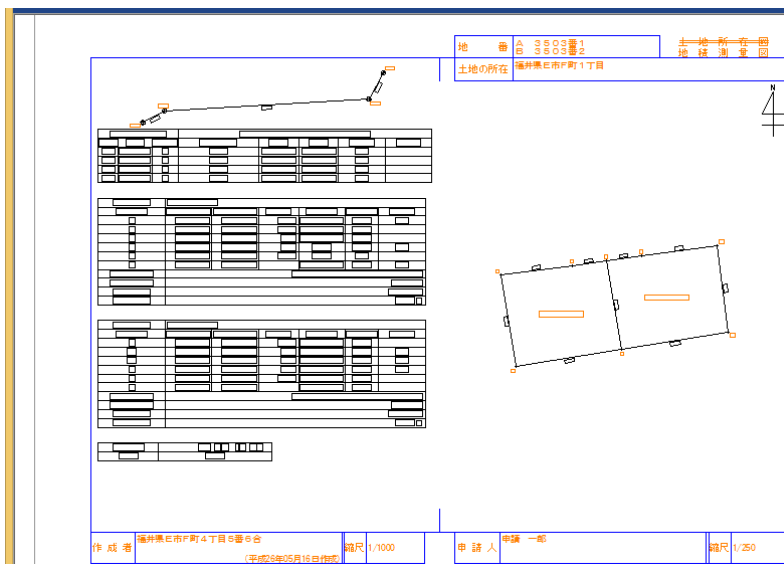 地 番
A 3503番1
B 3503番2
土 地 所 在 図
地 積 測 量 図
土地の所在
福井県E市F町1丁目
N
作 成 者
福井県E市F町4丁目5番6合
(平成26年05月16日作成)
縮尺 1/1000
申 請 人
申請 一郎
縮尺 1/250